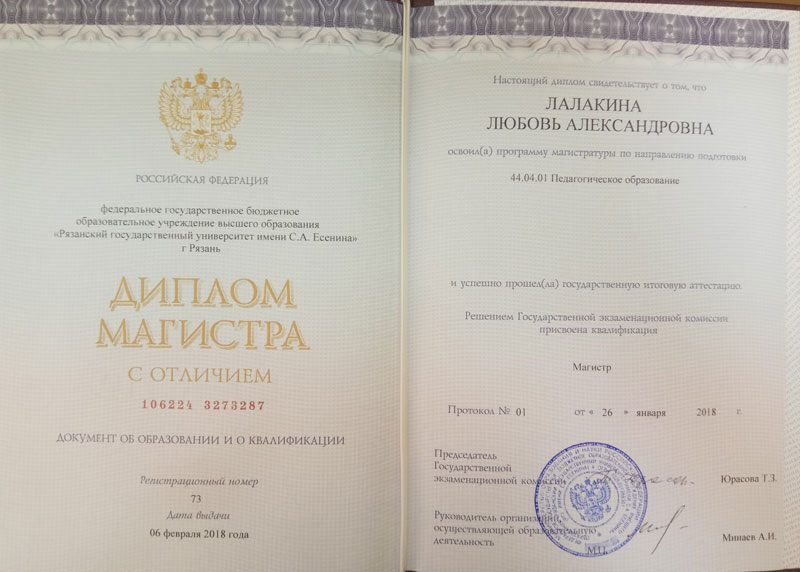 РОССИЙСКАЯ ФЕДЕРАЦИЯ
федеральное государственное бюджетное
образовательное учреждение высшего образования
«Рязанский государственный университет имени С.А. Есенина»
г Рязань
ДИПЛОМ
МАГИСТРА
С ОТЛИЧИЕМ
106224 3273287
ДОКУМЕНТ ОБ ОБРАЗОВАНИИ И О КВАЛИФИКАЦИИ
Регистрационный номер
73
Дата выдачи
06 февраля 2018 года
Настоящий диплом свидетельствует о том, что
ЛАЛАКИНА
ЛЮБОВЬ АЛЕКСАНДРОВНА
освоил(а) программу магистратуры по направлению подготовки
44.04.01 Педагогическое образование
и успешно прошел(ла) государственную итоговую аттестацию.
Решением Государственной экзаменационной комиссии
присвоена квалификация
Магистр
Протокол № 01 от « 26 » января 2018 г.
Председатель
Государственной
экзаменационной комиссии Юрасова Т.З.
Руководитель организации,
осуществляющей образовательную
деятельность Минаев А.И.
М.П.